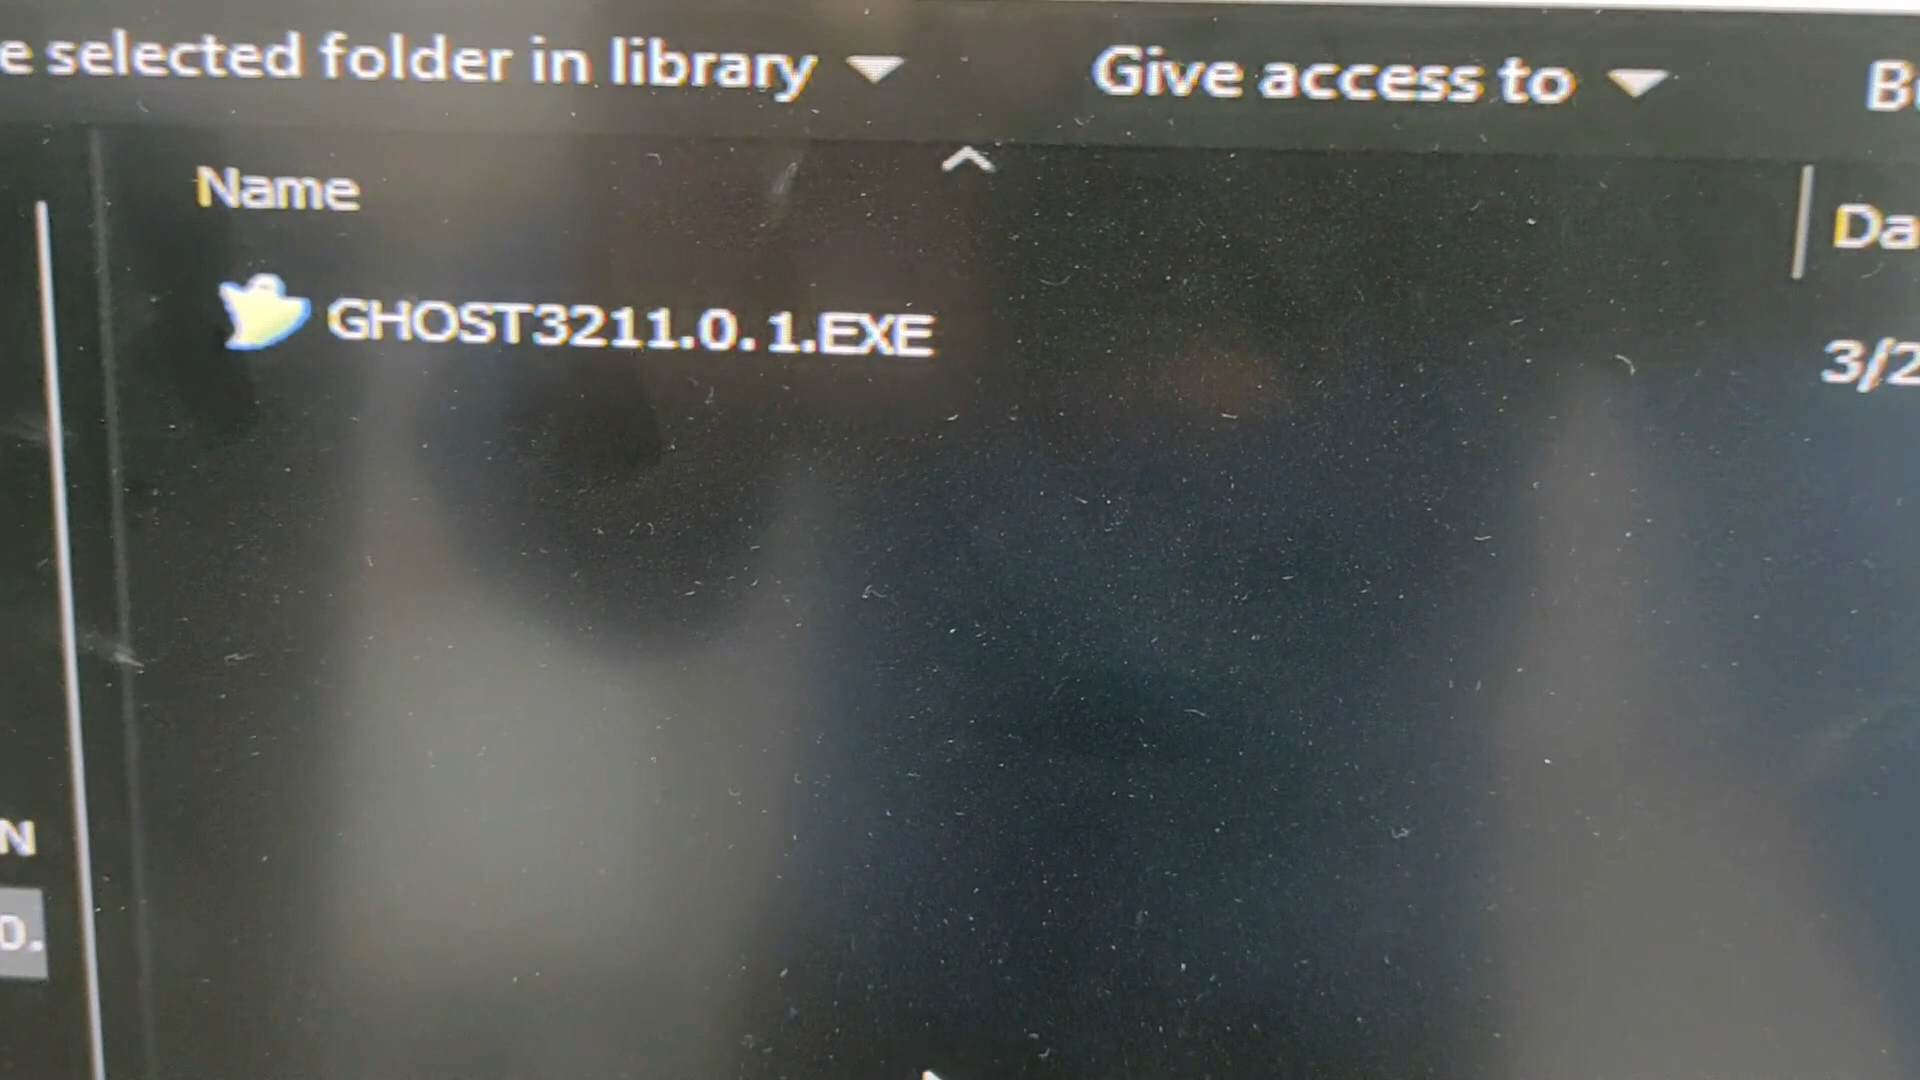 e selected folder in library
Give access to
Name
Da
GHOST3211.0.1.EXE
3/2
N
0.